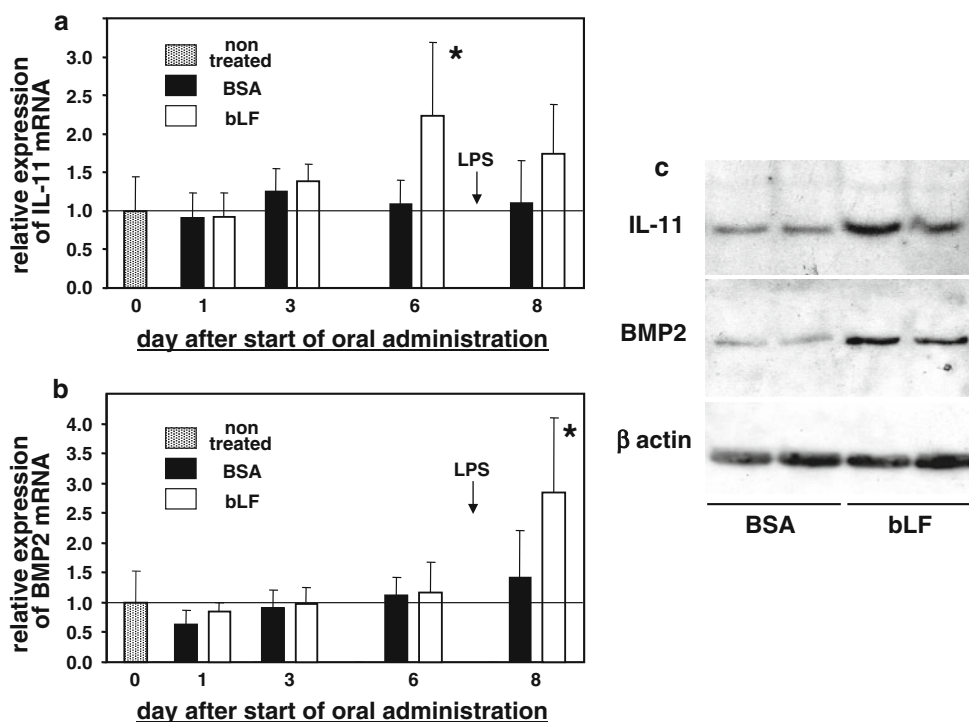 a
relative expression
of IL-11 mRNA
3.0
2.5
2.0
1.5
1.0
0.5
0.0
non
treated
BSA
bLF
*
LPS
0 1 3 6 8
day after start of oral administration
b
relative expression
of BMP2 mRNA
4.0
3.5
3.0
2.5
2.0
1.5
1.0
0.5
0.0
non
treated
BSA
bLF
*
LPS
0 1 3 6 8
day after start of oral administration
c
IL-11
BMP2
β actin
BSA bLF